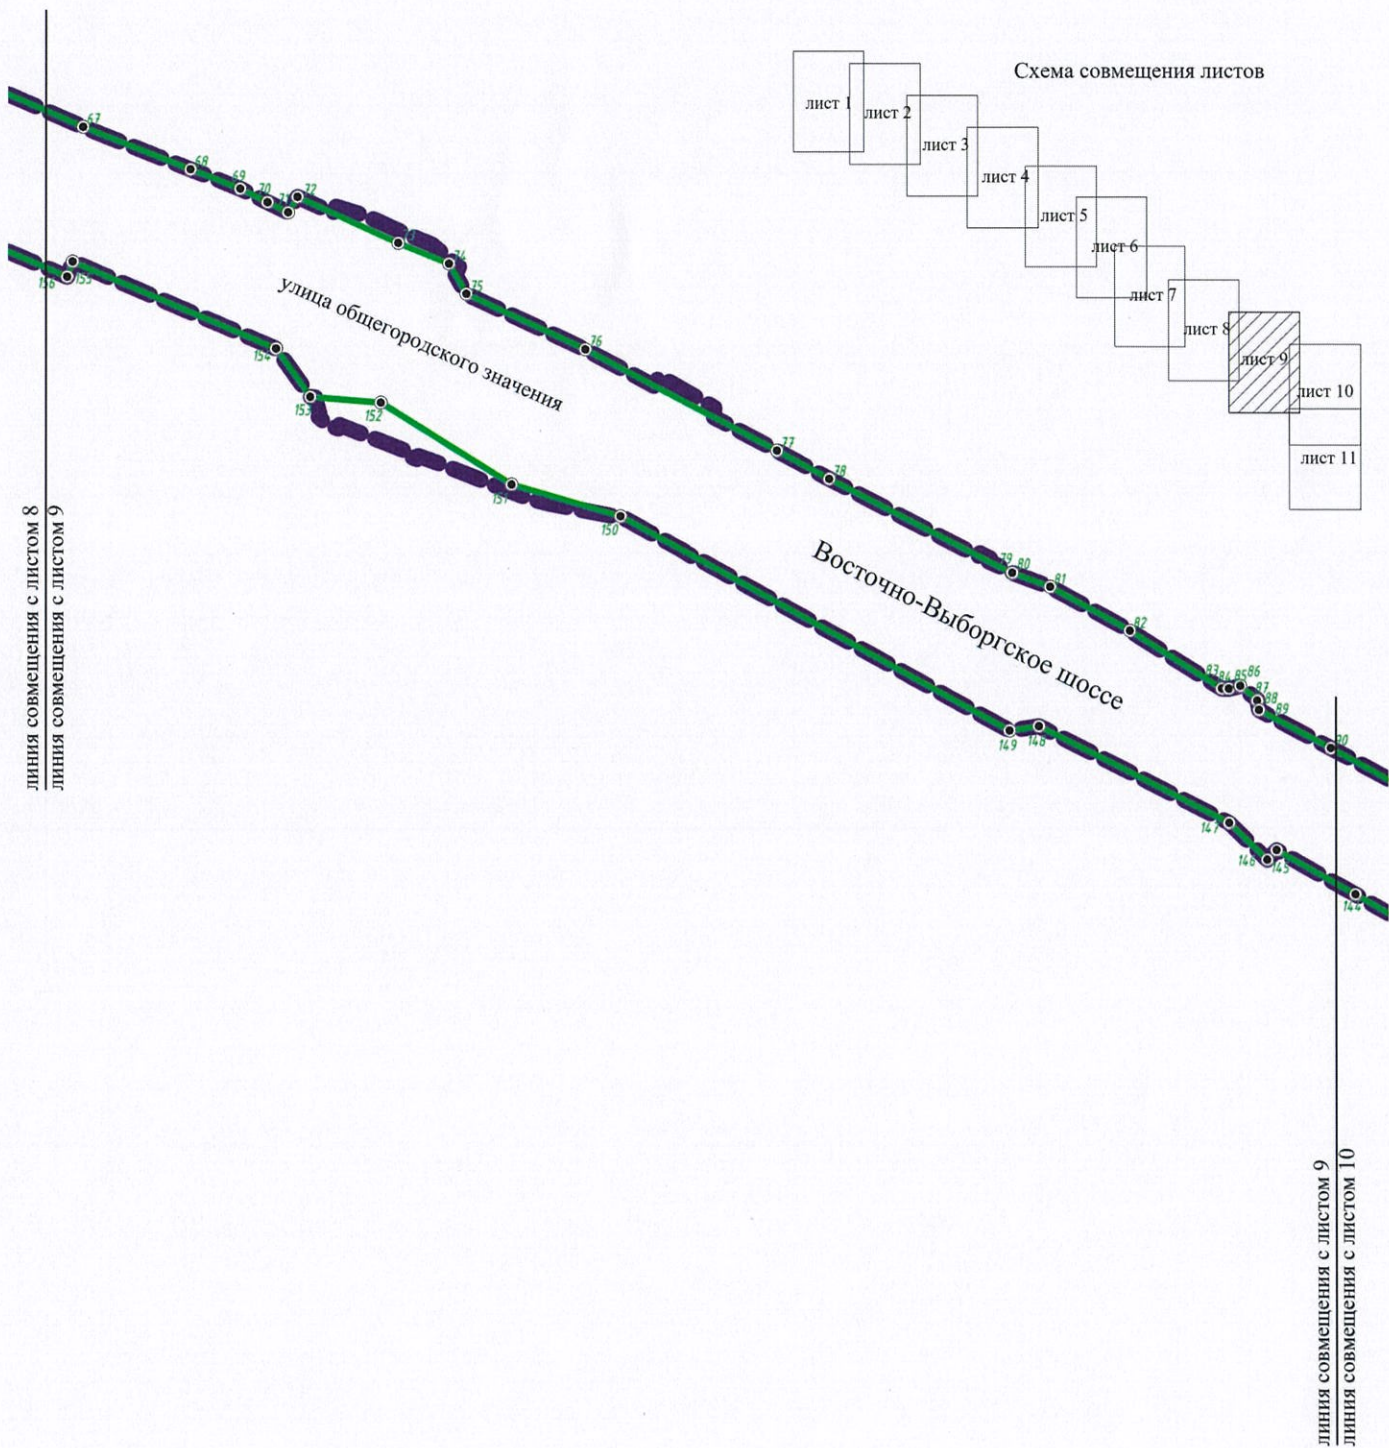 Схема совмещения листов
лист 1
лист 2
лист 3
лист 4
лист 5
лист 6
лист 7
лист 8
лист 9
лист 10
лист 11
67
68
69
70
71
72
73
74
75
76
77
78
79
80
81
82
83
84
85
86
87
88
89
90
улица общегородского значения
Восточно-Выборгское шоссе
156
155
154
153
152
151
150
149
148
147
146
145
144
линия совмещения с листом 8
линия совмещения с листом 9
линия совмещения с листом 9
линия совмещения с листом 10